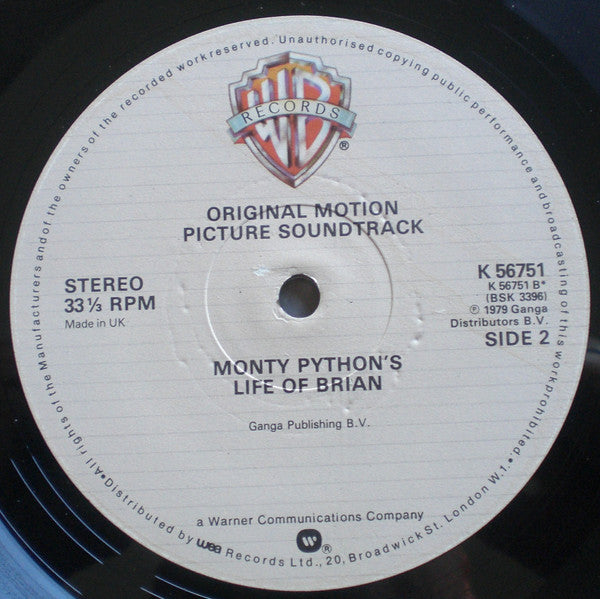 All rights of the Manufacturers and of the owners of the recorded work reserved. Unauthorised copying public performance and broadcasting of this work prohibited.
WB
RECORDS
®
ORIGINAL MOTION
PICTURE SOUNDTRACK
STEREO
33⅓ RPM
Made in UK
K 56751
K 56751 B*
(BSK 3396)
℗ 1979 Ganga
Distributors B.V.
SIDE 2
MONTY PYTHON'S
LIFE OF BRIAN
Ganga Publishing B.V.
a Warner Communications Company
W®
•Distributed by wea Records Ltd., 20, Broadwick St. London W.1.•